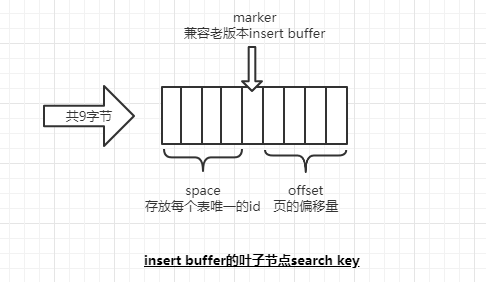 marker
兼容老版本insert buffer
共9字节
space
存放每个表唯一的id
offset
页的偏移量
insert buffer的叶子节点search key